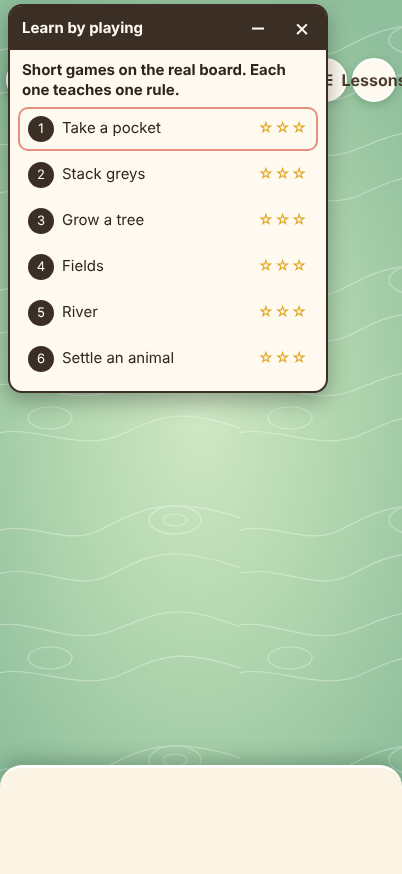 Learn by playing
Short games on the real board. Each
one teaches one rule.
E
Lessons
1 Take a pocket
2 Stack greys
3 Grow a tree
4 Fields
5 River
6 Settle an animal